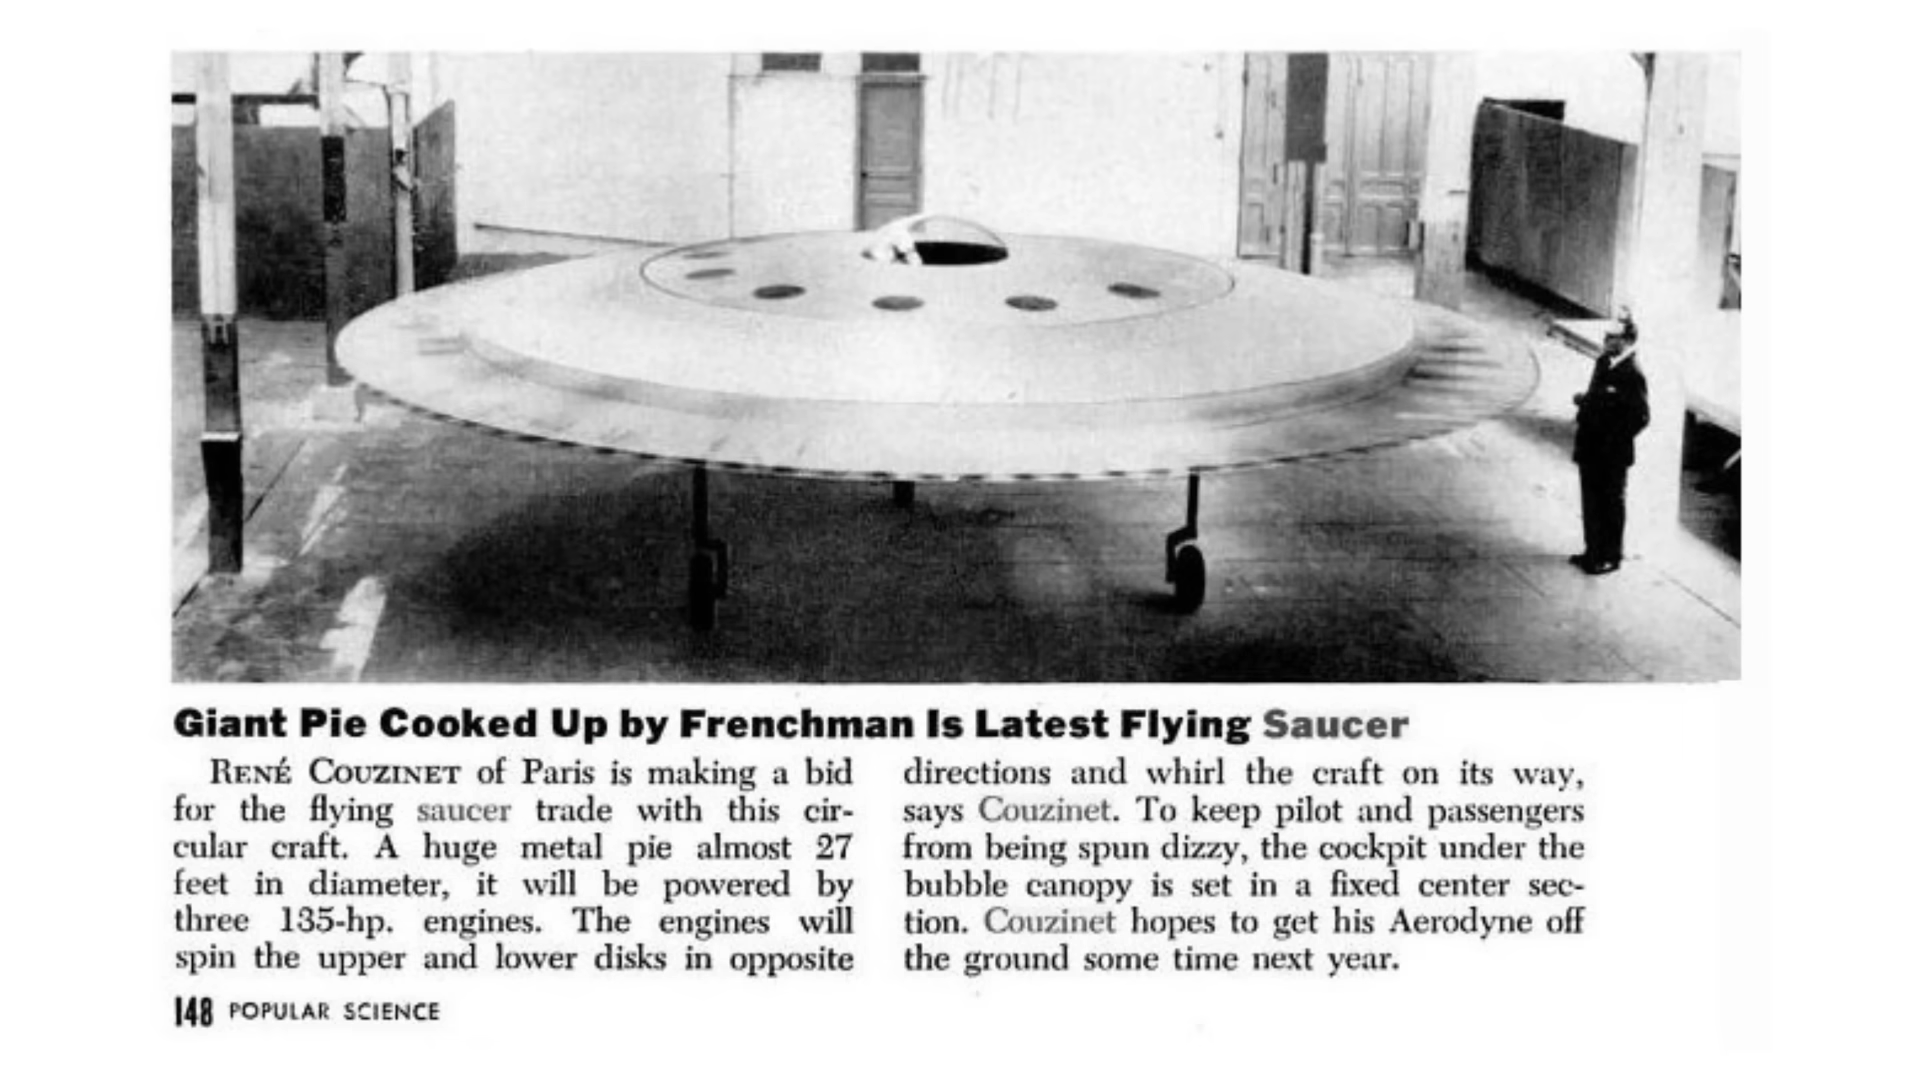 Giant Pie Cooked Up by Frenchman Is Latest Flying Saucer
RENÉ COUZINET of Paris is making a bid
for the flying saucer trade with this cir-
cular craft. A huge metal pie almost 27
feet in diameter, it will be powered by
three 135-hp. engines. The engines will
spin the upper and lower disks in opposite
directions and whirl the craft on its way,
says Couzinet. To keep pilot and passengers
from being spun dizzy, the cockpit under the
bubble canopy is set in a fixed center sec-
tion. Couzinet hopes to get his Aerodyne off
the ground some time next year.
148 POPULAR SCIENCE